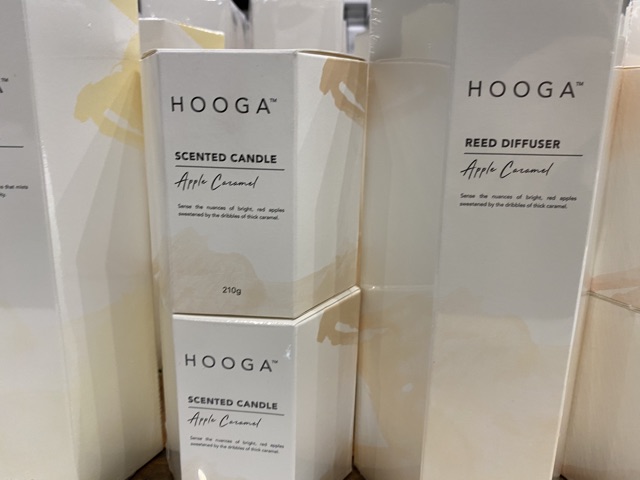 HOOGA™
SCENTED CANDLE
Apple Caramel
Sense the nuances of bright, red apples
sweetened by the dribbles of thick caramel.
210g
HOOGA™
SCENTED CANDLE
Apple Caramel
Sense the nuances of bright, red apples
sweetened by the dribbles of thick caramel.
HOOGA™
REED DIFFUSER
Apple Caramel
Sense the nuances of bright, red apples
sweetened by the dribbles of thick caramel.
A™
that mists